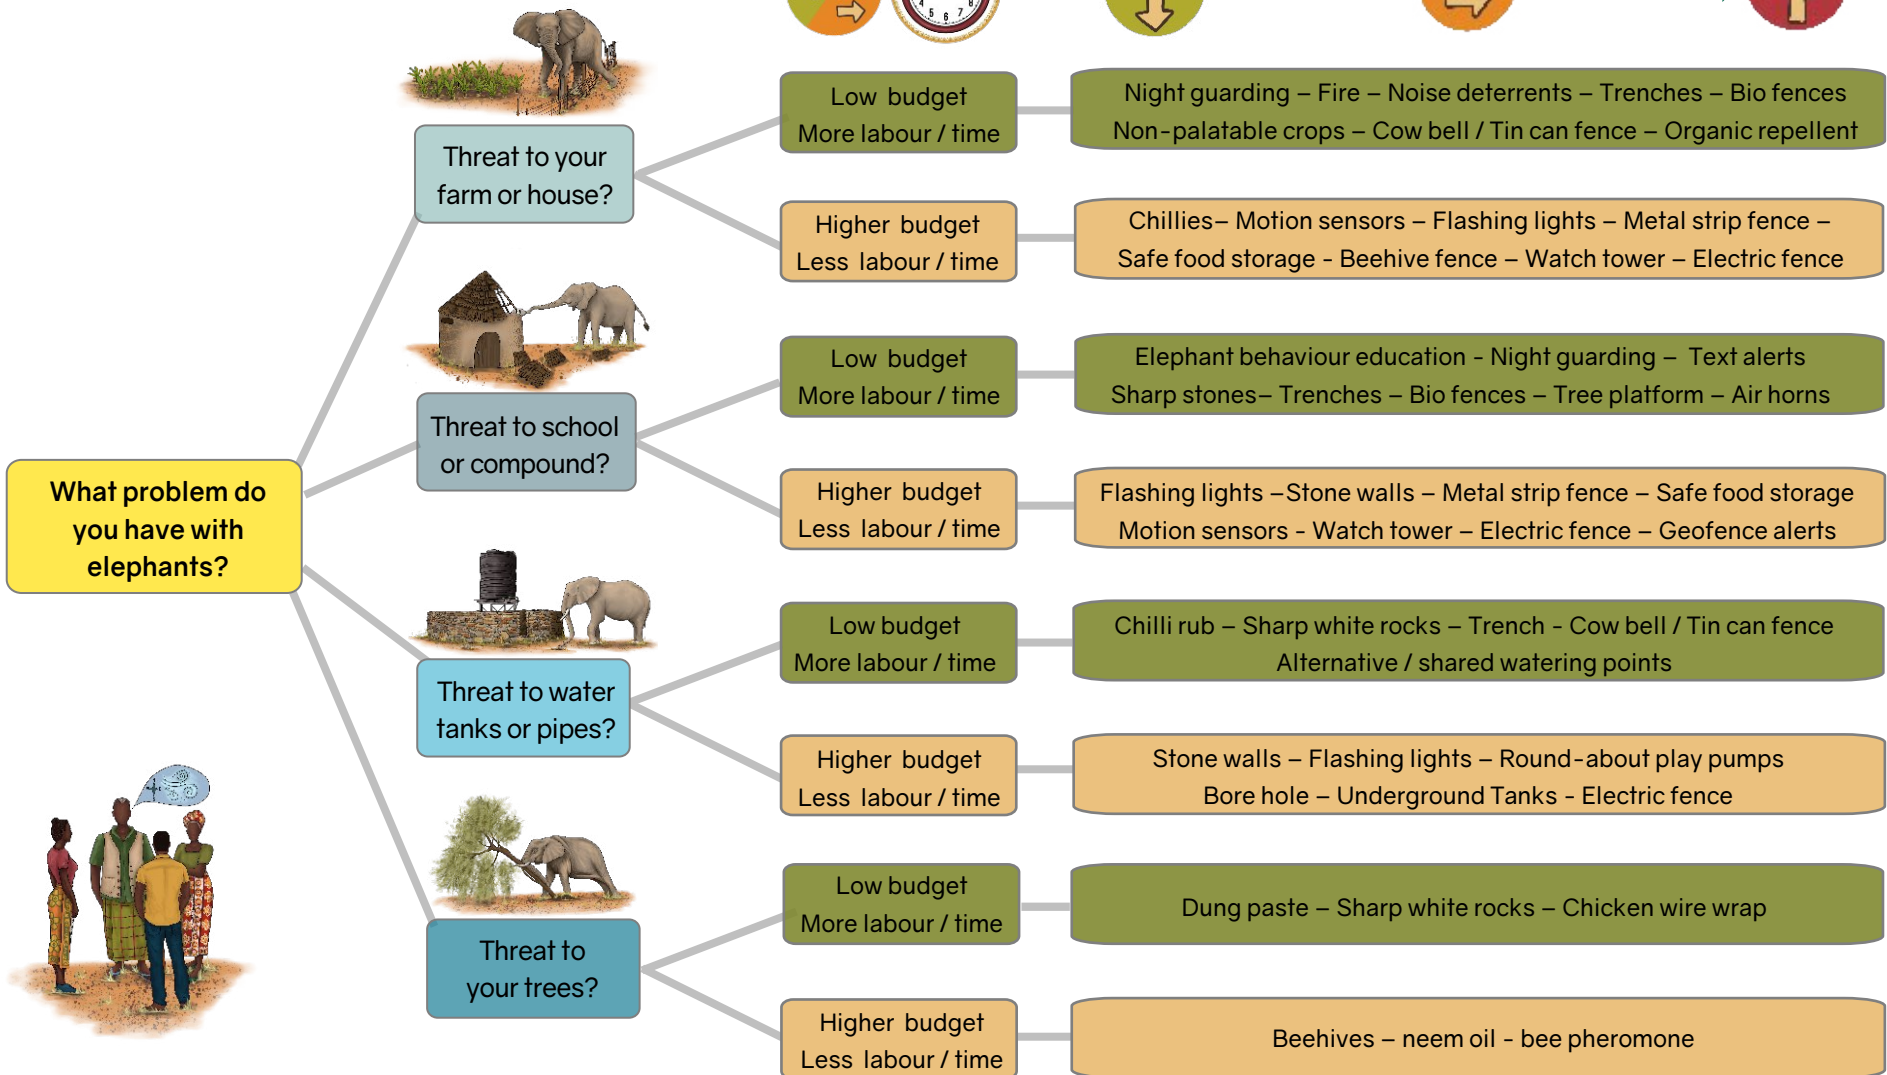 4 5 6 7 8
Threat to your
farm or house?
Low budget
More labour / time
Night guarding – Fire – Noise deterrents – Trenches – Bio fences
Non-palatable crops – Cow bell / Tin can fence – Organic repellent
Higher budget
Less labour / time
Chillies– Motion sensors – Flashing lights – Metal strip fence –
Safe food storage - Beehive fence – Watch tower – Electric fence
What problem do
you have with
elephants?
Threat to school
or compound?
Low budget
More labour / time
Elephant behaviour education - Night guarding – Text alerts
Sharp stones– Trenches – Bio fences – Tree platform – Air horns
Higher budget
Less labour / time
Flashing lights –Stone walls – Metal strip fence – Safe food storage
Motion sensors - Watch tower – Electric fence – Geofence alerts
Threat to water
tanks or pipes?
Low budget
More labour / time
Chilli rub – Sharp white rocks – Trench - Cow bell / Tin can fence
Alternative / shared watering points
Higher budget
Less labour / time
Stone walls – Flashing lights – Round-about play pumps
Bore hole – Underground Tanks - Electric fence
Threat to
your trees?
Low budget
More labour / time
Dung paste – Sharp white rocks – Chicken wire wrap
Higher budget
Less labour / time
Beehives – neem oil - bee pheromone